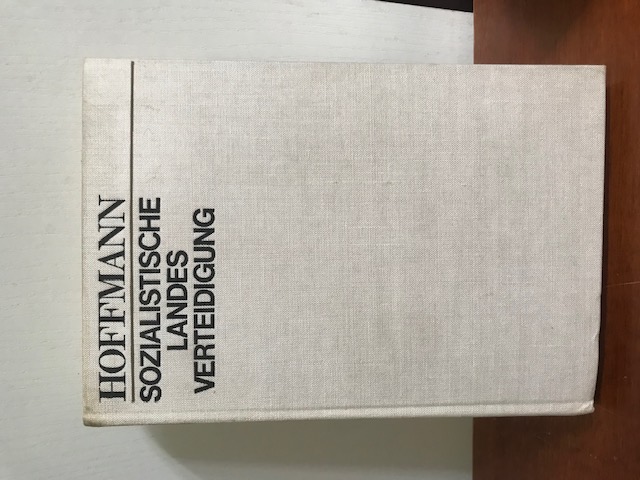 HOFFMANN
SOZIALISTISCHE
LANDES
VERTEIDIGUNG